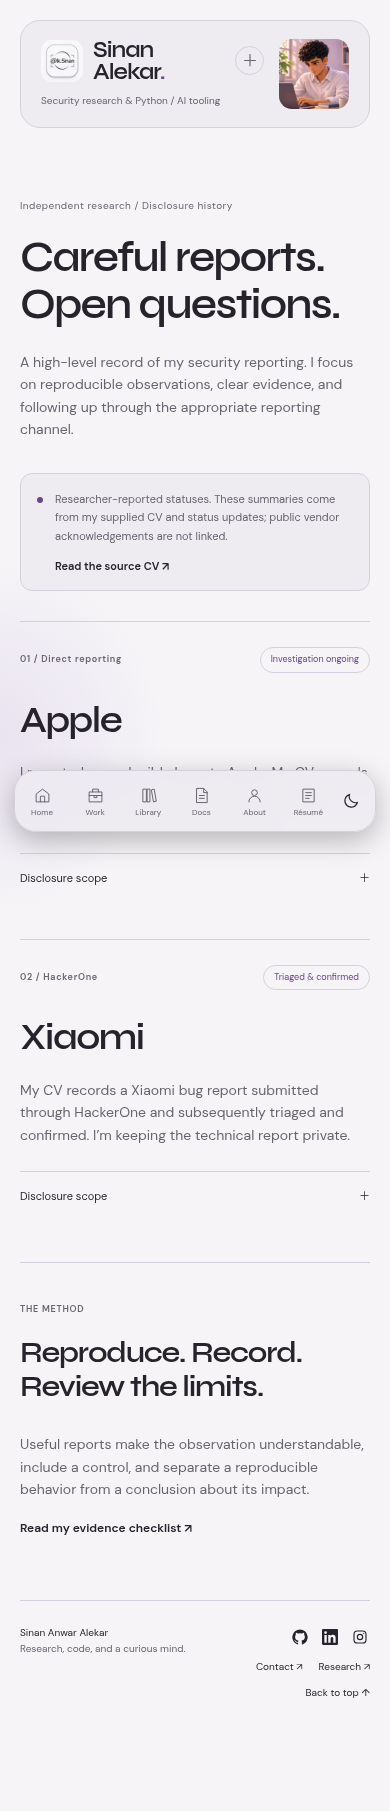 @Ik.Sinan
Sinan
Alekar.
Security research & Python / AI tooling
Independent research / Disclosure history
Careful reports.
Open questions.
A high-level record of my security reporting. I focus
on reproducible observations, clear evidence, and
following up through the appropriate reporting
channel.
Researcher-reported statuses. These summaries come
from my supplied CV and status updates; public vendor
acknowledgements are not linked.
Read the source CV ↗
01 / Direct reporting
Investigation ongoing
Apple
Home
Work
Library
Docs
About
Résumé
Disclosure scope
+
02 / HackerOne
Triaged & confirmed
Xiaomi
My CV records a Xiaomi bug report submitted
through HackerOne and subsequently triaged and
confirmed. I’m keeping the technical report private.
Disclosure scope
+
THE METHOD
Reproduce. Record.
Review the limits.
Useful reports make the observation understandable,
include a control, and separate a reproducible
behavior from a conclusion about its impact.
Read my evidence checklist ↗
Sinan Anwar Alekar
Research, code, and a curious mind.
Contact ↗ Research ↗
Back to top ↑